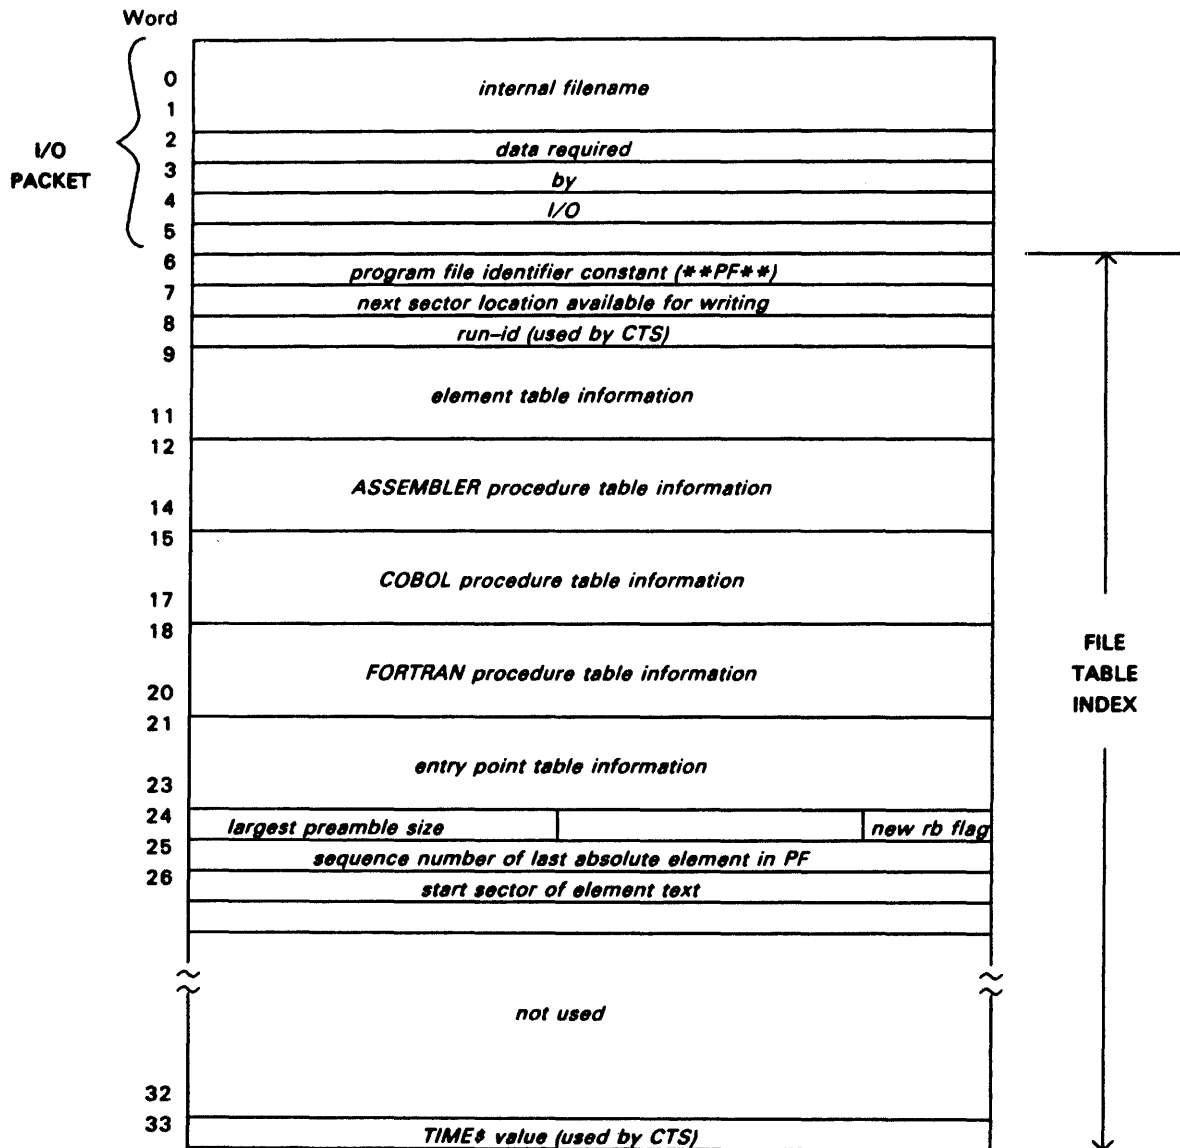 Word
0
internal filename
1
I/O
PACKET
2
data required
3
by
4
I/O
5
6
program file identifier constant (**PF**)
7
next sector location available for writing
8
run-id (used by CTS)
9
element table information
11
12
ASSEMBLER procedure table information
14
15
COBOL procedure table information
17
18
FORTRAN procedure table information
20
21
entry point table information
23
24
largest preamble size new rb flag
25
sequence number of last absolute element in PF
26
start sector of element text
not used
32
33
TIME$ value (used by CTS)
FILE
TABLE
INDEX